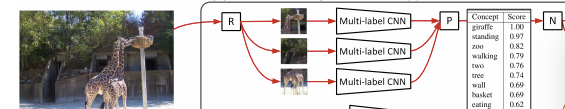 R
Multi-label CNN
Multi-label CNN
Multi-label CNN
P
Concept Score
giraffe 1.00
standing 0.97
zoo 0.82
walking 0.79
two 0.76
tree 0.74
wall 0.69
basket 0.69
eating 0.62
N